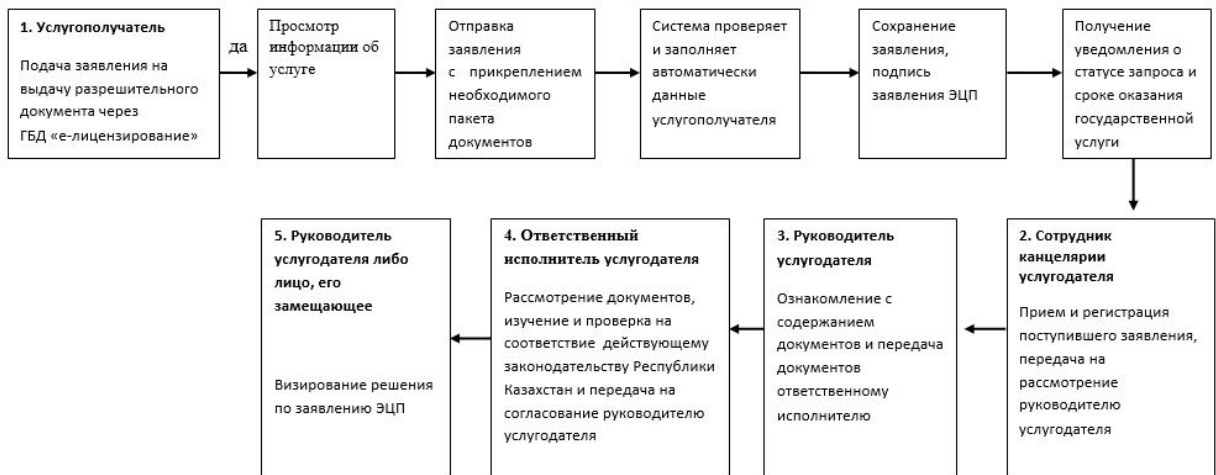 1. Услугополучатель
Подача заявления на
выдачу разрешительного
документа через
ГБД «е-лицензирование»
да
Просмотр
информации об
услуге
Отправка
заявления
с прикреплением
необходимого
пакета
документов
Система проверяет
и заполняет
автоматически
данные
услугополучателя
Сохранение
заявления,
подпись
заявления ЭЦП
Получение
уведомления о
статусе запроса и
сроке оказания
государственной
услуги
2. Сотрудник
канцелярии
услугодателя
Прием и регистрация
поступившего заявления,
передача на
рассмотрение
руководителю
услугодателя
3. Руководитель
услугодателя
Ознакомление с
содержанием
документов и передача
документов
ответственному
исполнителю
4. Ответственный
исполнитель услугодателя
Рассмотрение документов,
изучение и проверка на
соответствие действующему
законодательству Республики
Казахстан и передача на
согласование руководителю
услугодателя
5. Руководитель
услугодателя либо
лицо, его
замещающее
Визирование решения
по заявлению ЭЦП